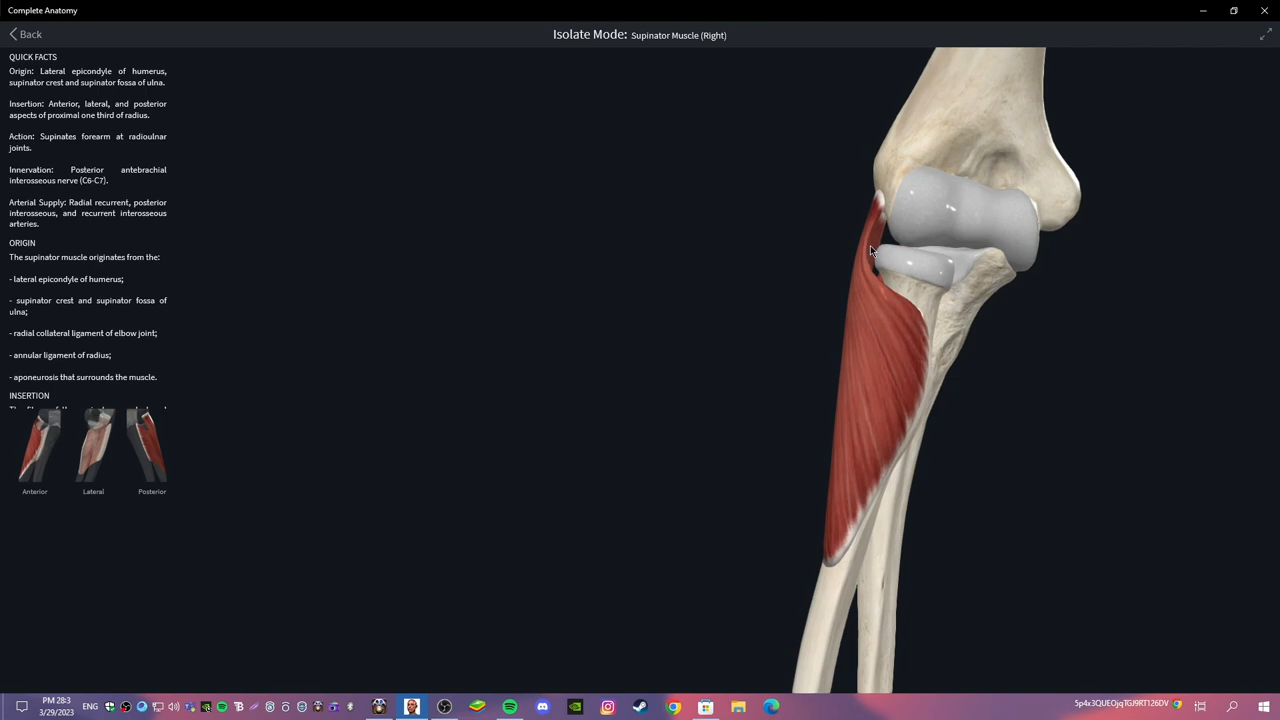 Complete Anatomy
Back
Isolate Mode: Supinator Muscle (Right)
QUICK FACTS
Origin: Lateral epicondyle of humerus,
supinator crest and supinator fossa of ulna.
Insertion: Anterior, lateral, and posterior
aspects of proximal one third of radius.
Action: Supinates forearm at radioulnar
joints.
Innervation: Posterior antebrachial
interosseous nerve (C6-C7).
Arterial Supply: Radial recurrent, posterior
interosseous, and recurrent interosseous
arteries.
ORIGIN
The supinator muscle originates from the:
- lateral epicondyle of humerus;
- supinator crest and supinator fossa of
ulna;
- radial collateral ligament of elbow joint;
- annular ligament of radius;
- aponeurosis that surrounds the muscle.
INSERTION
Anterior
Lateral
Posterior
PM 28:3
3/29/2023
ENG
5p4x3QUEOjqTGJ9RT126DV